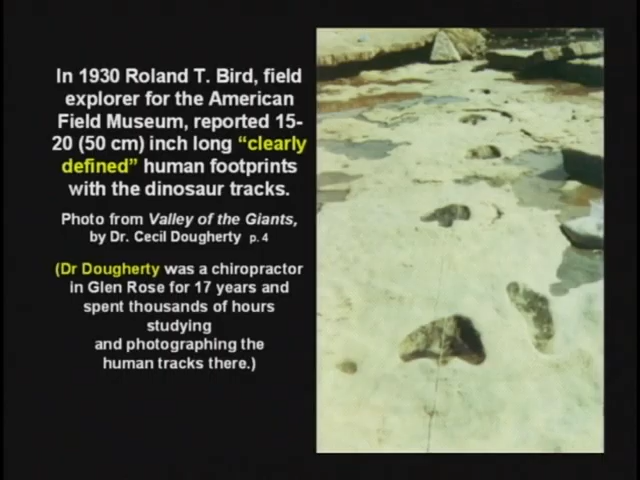 In 1930 Roland T. Bird, field
explorer for the American
Field Museum, reported 15-
20 (50 cm) inch long “clearly
defined” human footprints
with the dinosaur tracks.
Photo from Valley of the Giants,
by Dr. Cecil Dougherty p. 4
(Dr Dougherty was a chiropractor
in Glen Rose for 17 years and
spent thousands of hours
studying
and photographing the
human tracks there.)